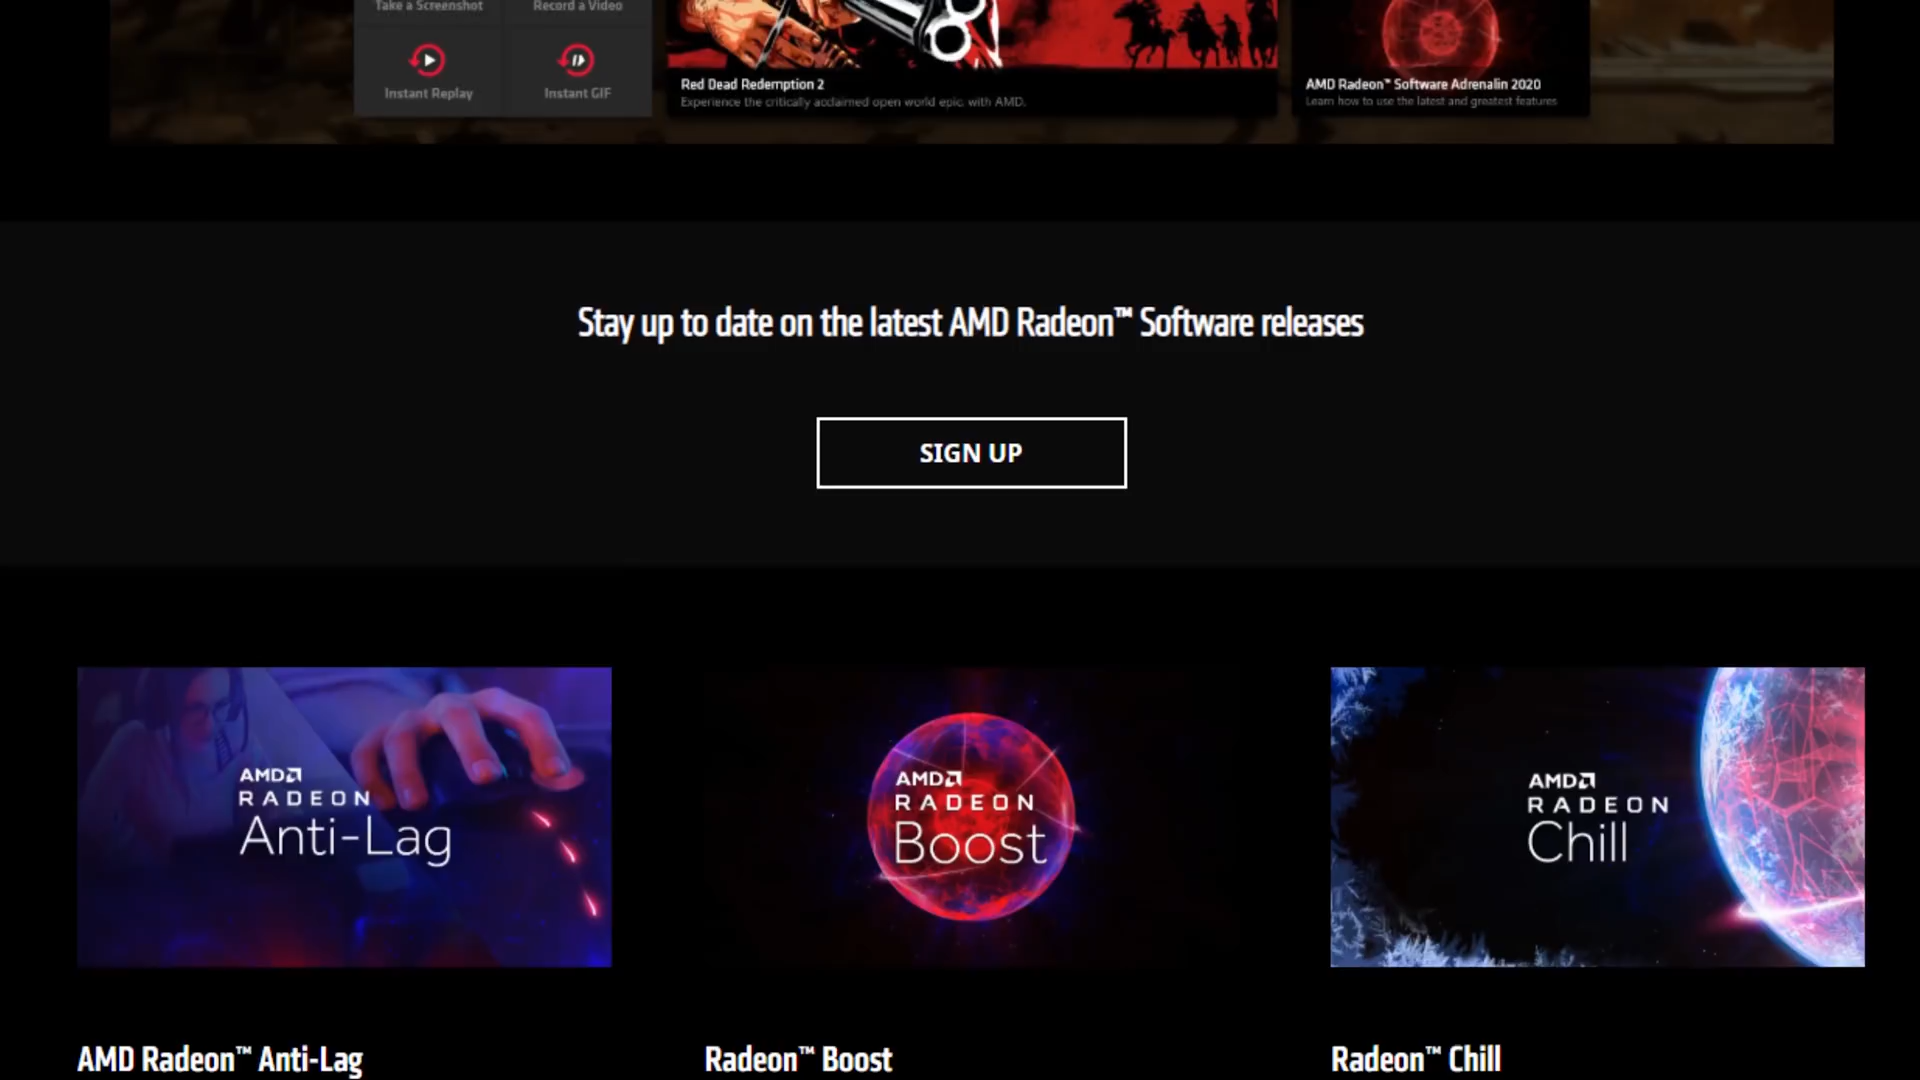 Take a Screenshot
Record a Video
Instant Replay
Instant GIF
Red Dead Redemption 2
Experience the critically acclaimed open world epic with AMD.
AMD Radeon™ Software Adrenalin 2020
Learn how to use the latest and greatest features
Stay up to date on the latest AMD Radeon™ Software releases
SIGN UP
AMD
RADEON
Anti-Lag
AMD
RADEON
Boost
AMD
RADEON
Chill
AMD Radeon™ Anti-Lag
Radeon™ Boost
Radeon™ Chill